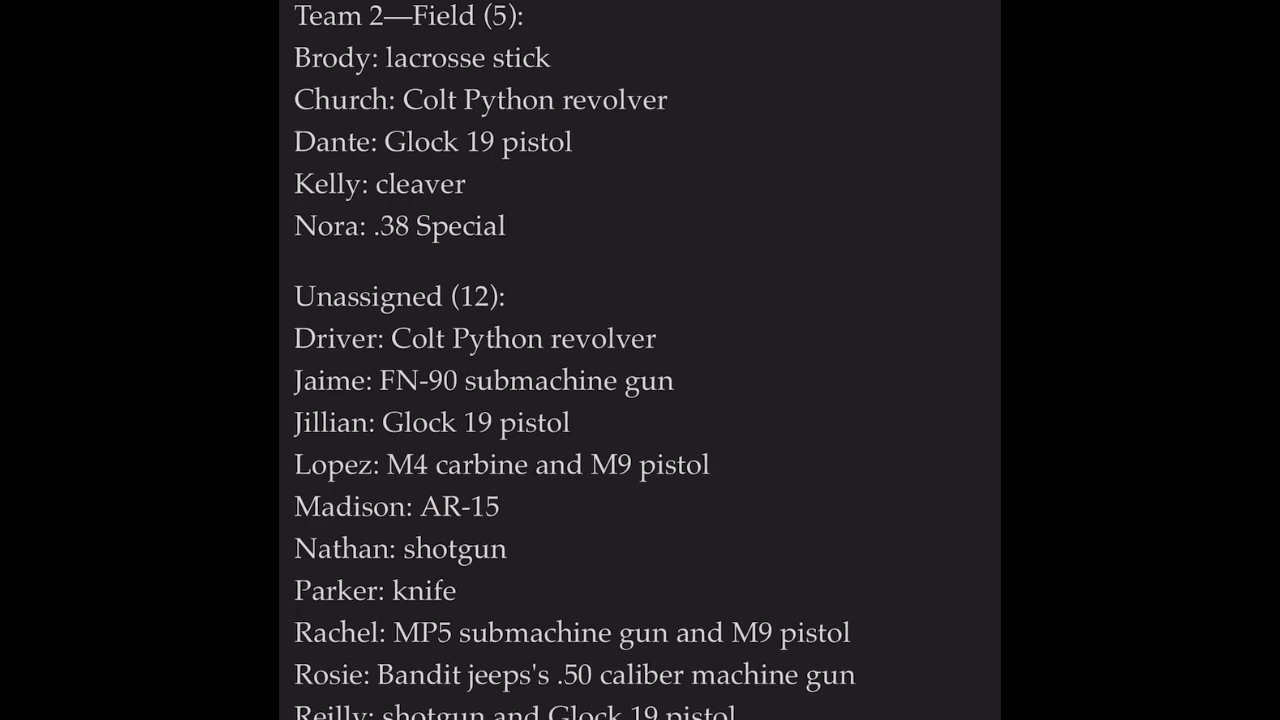 Team 2—Field (5):
Brody: lacrosse stick
Church: Colt Python revolver
Dante: Glock 19 pistol
Kelly: cleaver
Nora: .38 Special
Unassigned (12):
Driver: Colt Python revolver
Jaime: FN-90 submachine gun
Jillian: Glock 19 pistol
Lopez: M4 carbine and M9 pistol
Madison: AR-15
Nathan: shotgun
Parker: knife
Rachel: MP5 submachine gun and M9 pistol
Rosie: Bandit jeeps's .50 caliber machine gun
Reilly: shotgun and Glock 19 pistol